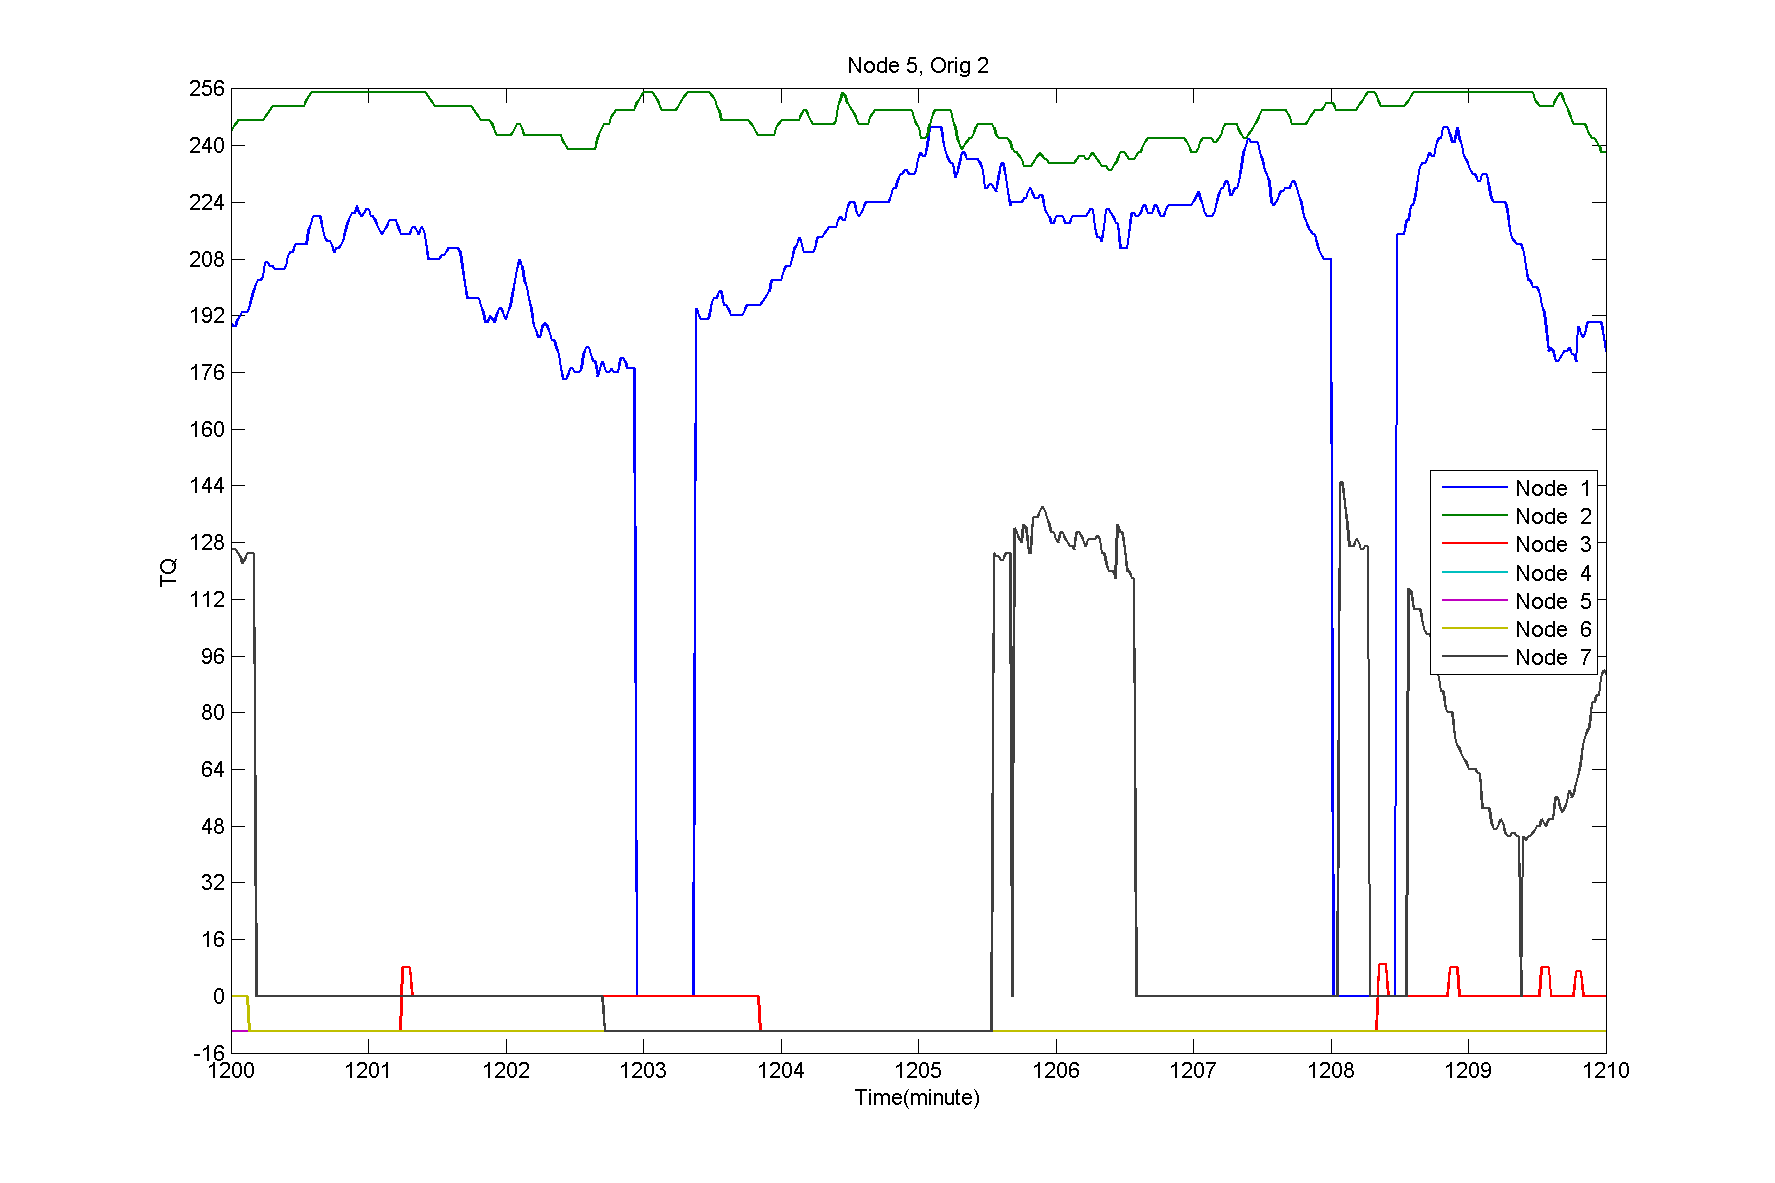 Node 5, Orig 2
256
240
224
208
192
176
160
144
128
112
96
80
64
48
32
16
0
-16
TQ
Node 1
Node 2
Node 3
Node 4
Node 5
Node 6
Node 7
1200 1201 1202 1203 1204 1205 1206 1207 1208 1209 1210
Time(minute)